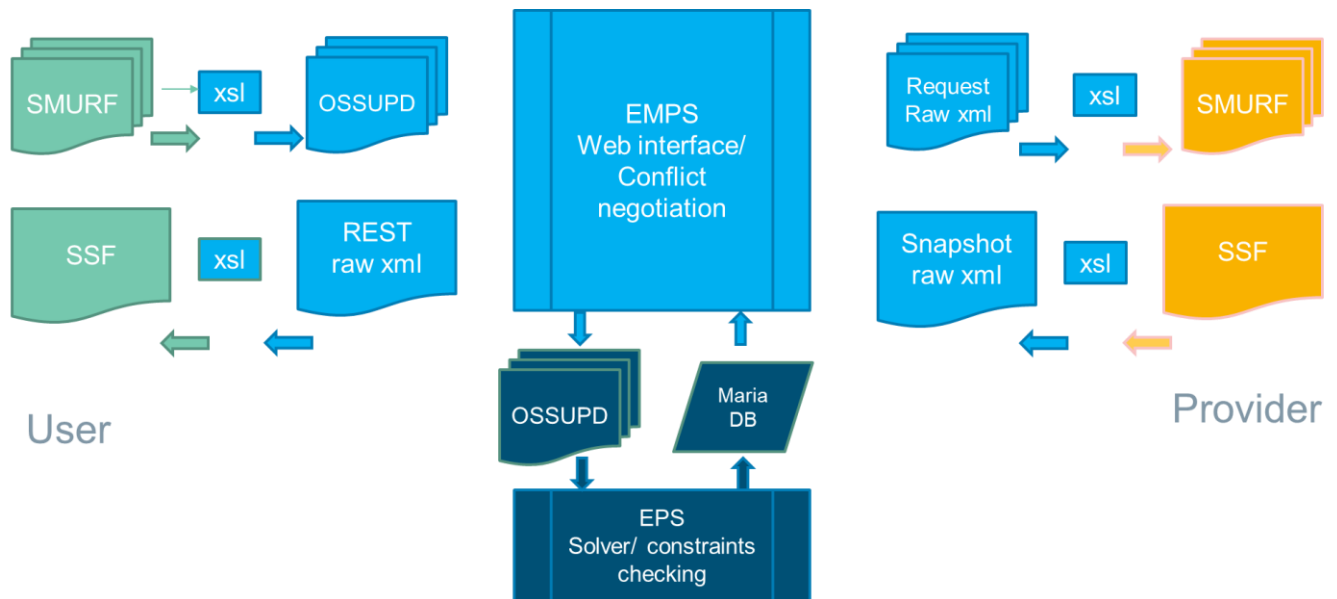 SMURF
xsl
OSSUPD
SSF
xsl
REST
raw xml
User
EMPS
Web interface/
Conflict
negotiation
OSSUPD
Maria
DB
EPS
Solver/ constraints
checking
Request
Raw xml
xsl
SMURF
Snapshot
raw xml
xsl
SSF
Provider